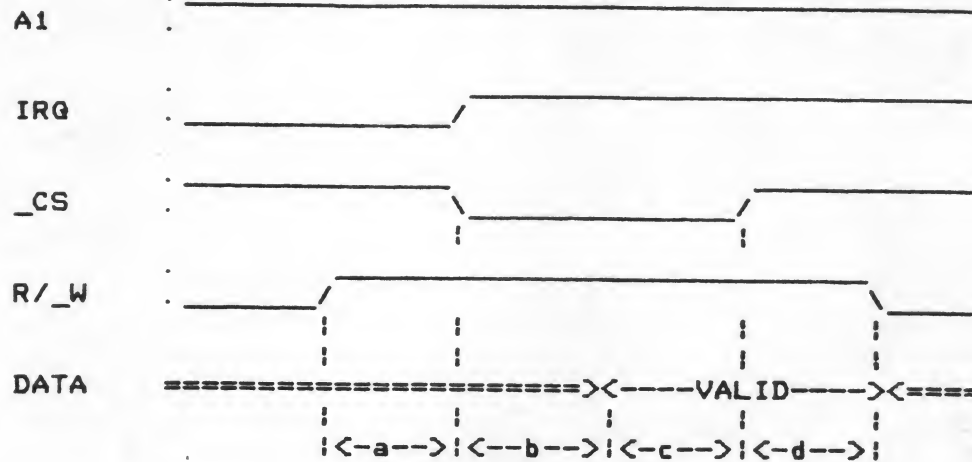 A1
IRQ
_CS
R/_W
DATA ===========================><----VALID----><====
|<-a-->|<--b-->|<--c-->|<-d-->|